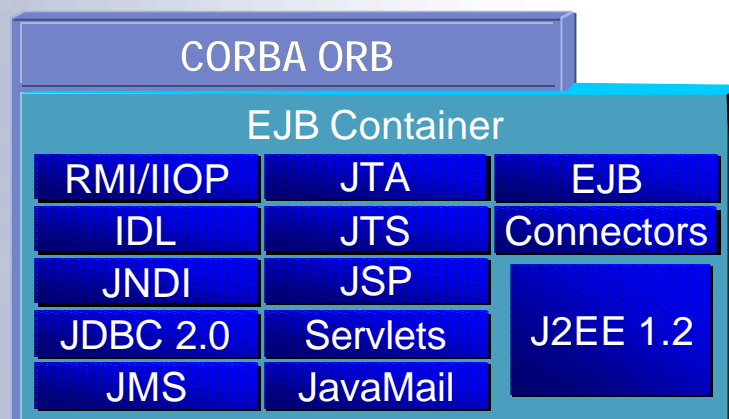 CORBA ORB
EJB Container
RMI/IIOP JTA EJB
IDL JTS Connectors
JNDI JSP
JDBC 2.0 Servlets J2EE 1.2
JMS JavaMail